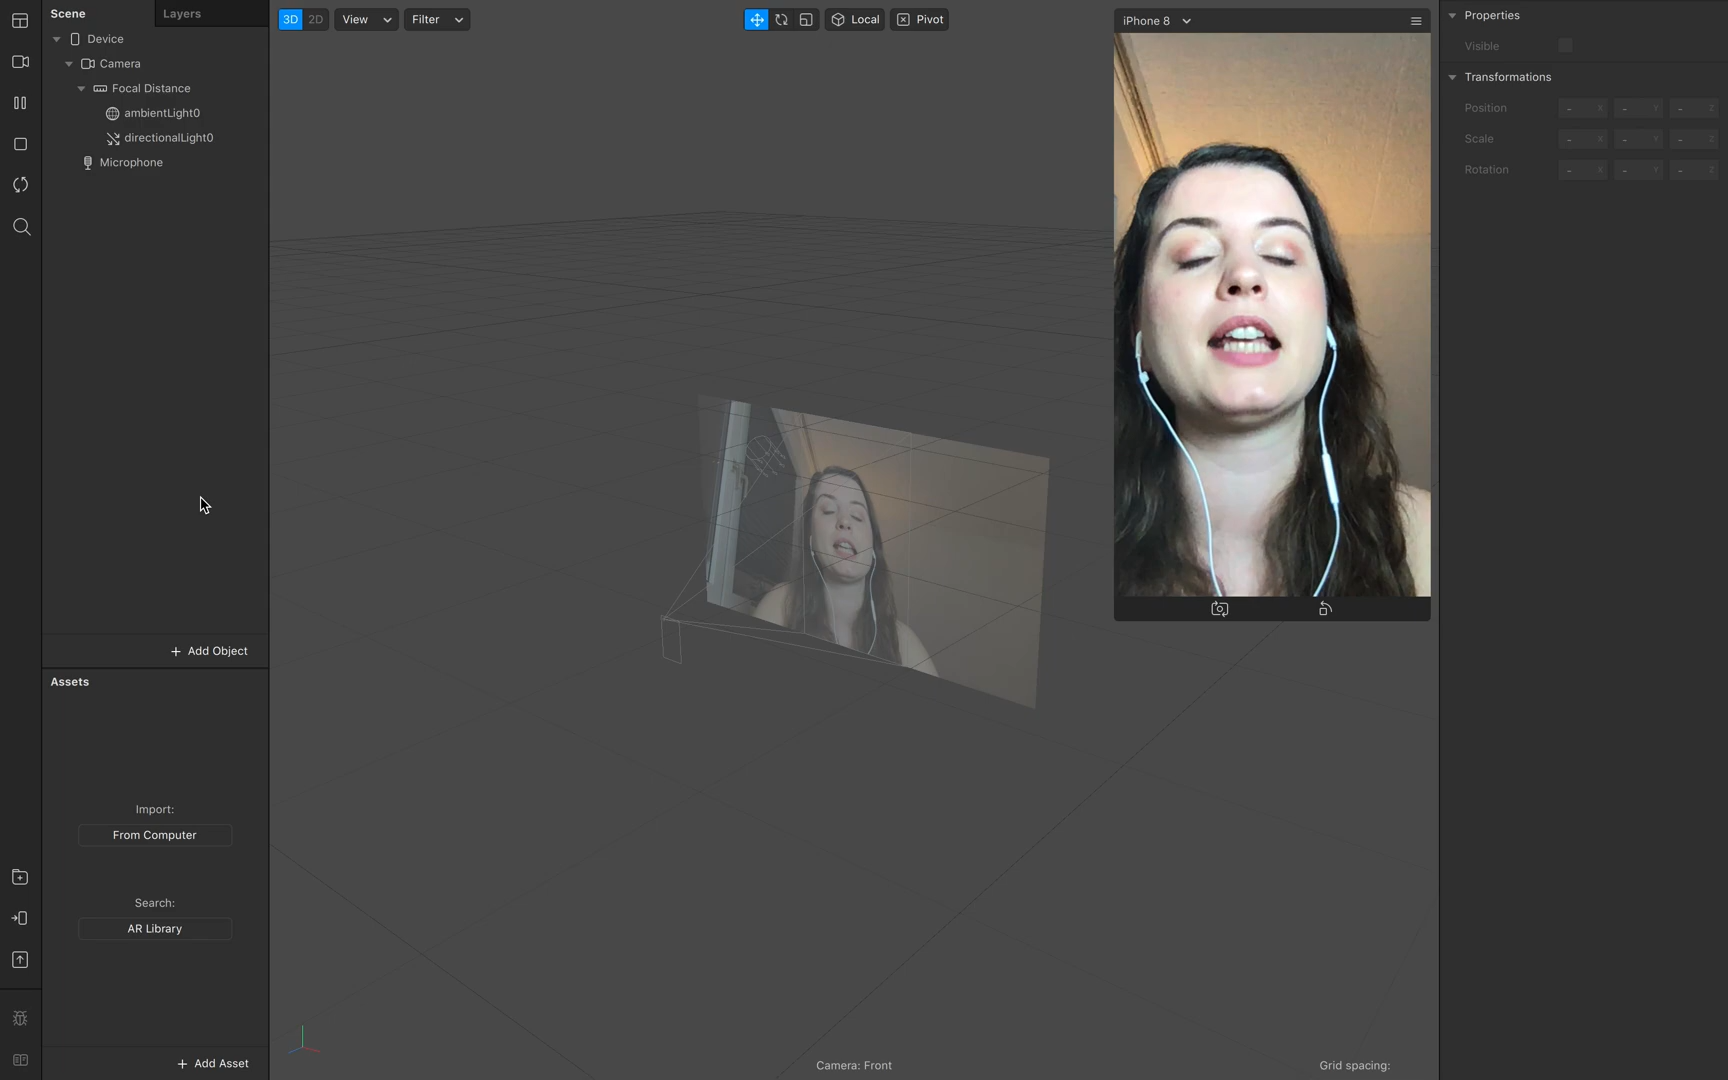 Scene
Layers
Device
Camera
Focal Distance
ambientLight0
directionalLight0
Microphone
+ Add Object
Assets
Import:
From Computer
Search:
AR Library
+ Add Asset
3D
2D
View
Filter
Local
Pivot
Camera: Front
Grid spacing:
iPhone 8
Properties
Visible
Transformations
Position
- X - Y - Z
Scale
- X - Y - Z
Rotation
- X - Y - Z